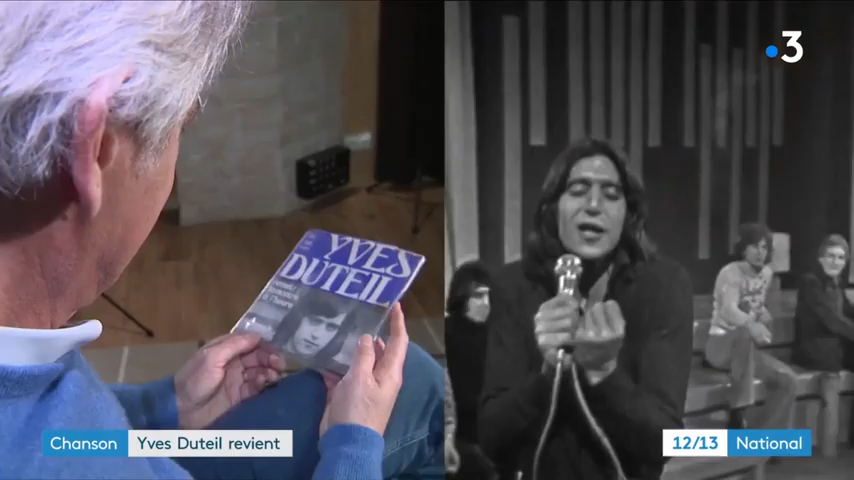 3
YVES
DUTEIL
Chanson Yves Duteil revient
12/13 National